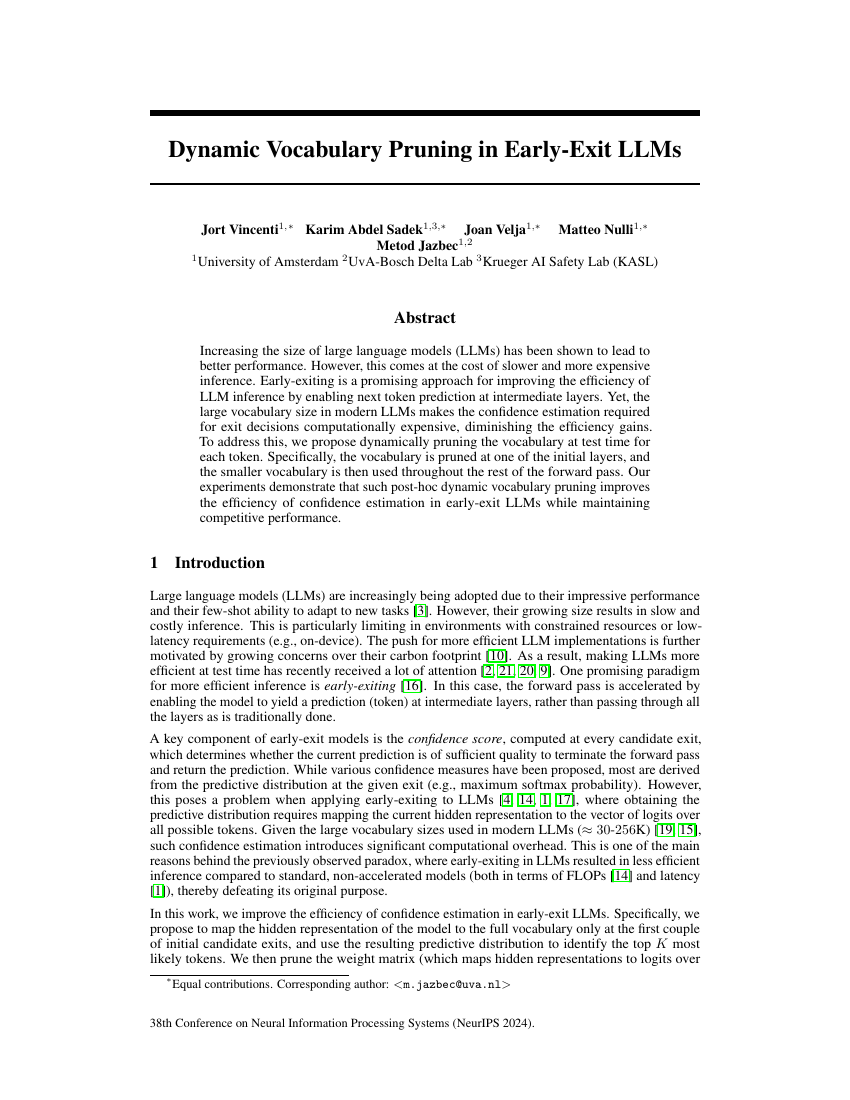 Dynamic Vocabulary Pruning in Early-Exit LLMs
Jort Vincenti1,∗ Karim Abdel Sadek1,3,∗ Joan Velja1,∗ Matteo Nulli1,∗
Metod Jazbec1,2
1University of Amsterdam 2UvA-Bosch Delta Lab 3Krueger AI Safety Lab (KASL)
Abstract
Increasing the size of large language models (LLMs) has been shown to lead to
better performance. However, this comes at the cost of slower and more expensive
inference. Early-exiting is a promising approach for improving the efficiency of
LLM inference by enabling next token prediction at intermediate layers. Yet, the
large vocabulary size in modern LLMs makes the confidence estimation required
for exit decisions computationally expensive, diminishing the efficiency gains.
To address this, we propose dynamically pruning the vocabulary at test time for
each token. Specifically, the vocabulary is pruned at one of the initial layers, and
the smaller vocabulary is then used throughout the rest of the forward pass. Our
experiments demonstrate that such post-hoc dynamic vocabulary pruning improves
the efficiency of confidence estimation in early-exit LLMs while maintaining
competitive performance.
1 Introduction
Large language models (LLMs) are increasingly being adopted due to their impressive performance
and their few-shot ability to adapt to new tasks [3]. However, their growing size results in slow and
costly inference. This is particularly limiting in environments with constrained resources or low-
latency requirements (e.g., on-device). The push for more efficient LLM implementations is further
motivated by growing concerns over their carbon footprint [10]. As a result, making LLMs more
efficient at test time has recently received a lot of attention [2, 21, 20, 9]. One promising paradigm
for more efficient inference is early-exiting [16]. In this case, the forward pass is accelerated by
enabling the model to yield a prediction (token) at intermediate layers, rather than passing through all
the layers as is traditionally done.
A key component of early-exit models is the confidence score, computed at every candidate exit,
which determines whether the current prediction is of sufficient quality to terminate the forward pass
and return the prediction. While various confidence measures have been proposed, most are derived
from the predictive distribution at the given exit (e.g., maximum softmax probability). However,
this poses a problem when applying early-exiting to LLMs [4, 14, 1, 17], where obtaining the
predictive distribution requires mapping the current hidden representation to the vector of logits over
all possible tokens. Given the large vocabulary sizes used in modern LLMs (≈ 30-256K) [19, 15],
such confidence estimation introduces significant computational overhead. This is one of the main
reasons behind the previously observed paradox, where early-exiting in LLMs resulted in less efficient
inference compared to standard, non-accelerated models (both in terms of FLOPs [14] and latency
[1]), thereby defeating its original purpose.
In this work, we improve the efficiency of confidence estimation in early-exit LLMs. Specifically, we
propose to map the hidden representation of the model to the full vocabulary only at the first couple
of initial candidate exits, and use the resulting predictive distribution to identify the top K most
likely tokens. We then prune the weight matrix (which maps hidden representations to logits over
∗Equal contributions. Corresponding author: <m.jazbec@uva.nl>
38th Conference on Neural Information Processing Systems (NeurIPS 2024).